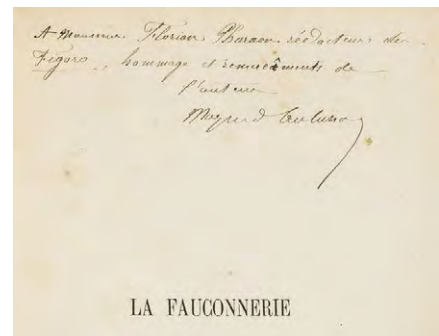 A Monsieur Florian Pharaon rédacteur du
Figaro, hommage et remerciements de
l'auteur
LA FAUCONNERIE